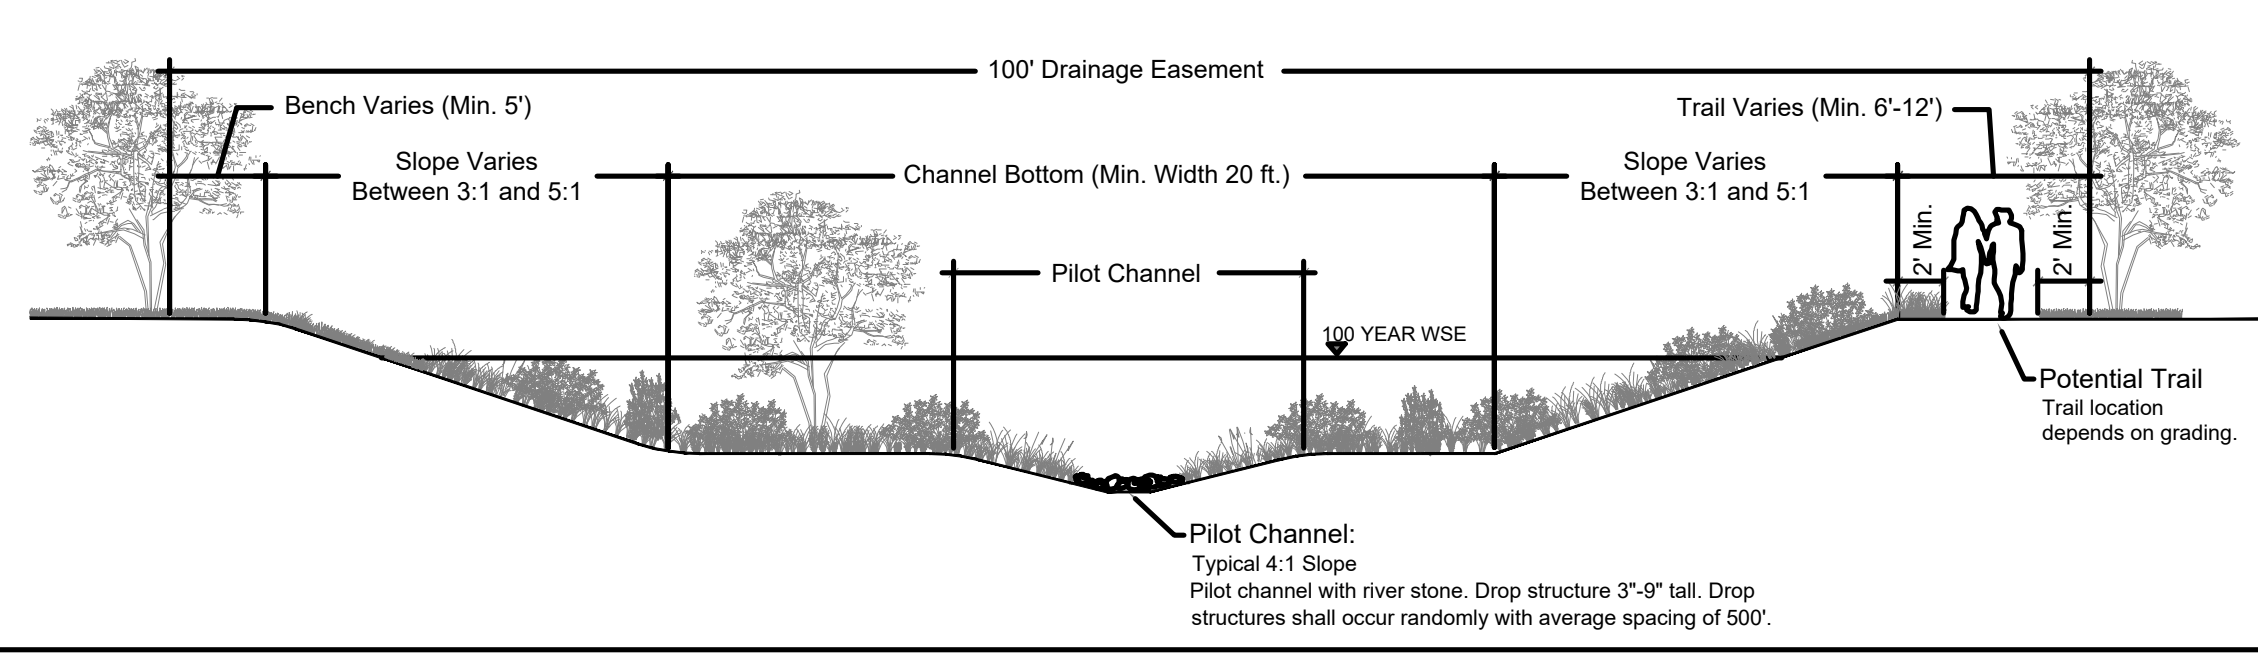 100' Drainage Easement
Bench Varies (Min. 5')
Trail Varies (Min. 6'-12')
Slope Varies
Between 3:1 and 5:1
Channel Bottom (Min. Width 20 ft.)
Slope Varies
Between 3:1 and 5:1
2' Min.
2' Min.
Pilot Channel
100 YEAR WSE
Potential Trail
Trail location
depends on grading.
Pilot Channel:
Typical 4:1 Slope
Pilot channel with river stone. Drop structure 3"-9" tall. Drop
structures shall occur randomly with average spacing of 500'.